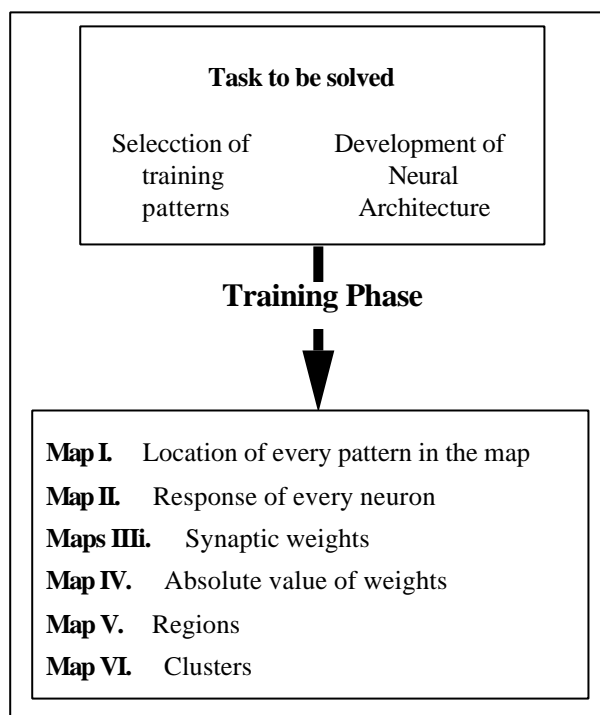 Task to be solved
Selecction of
training
patterns
Development of
Neural
Architecture
Training Phase
Map I. Location of every pattern in the map
Map II. Response of every neuron
Maps IIIi. Synaptic weights
Map IV. Absolute value of weights
Map V. Regions
Map VI. Clusters